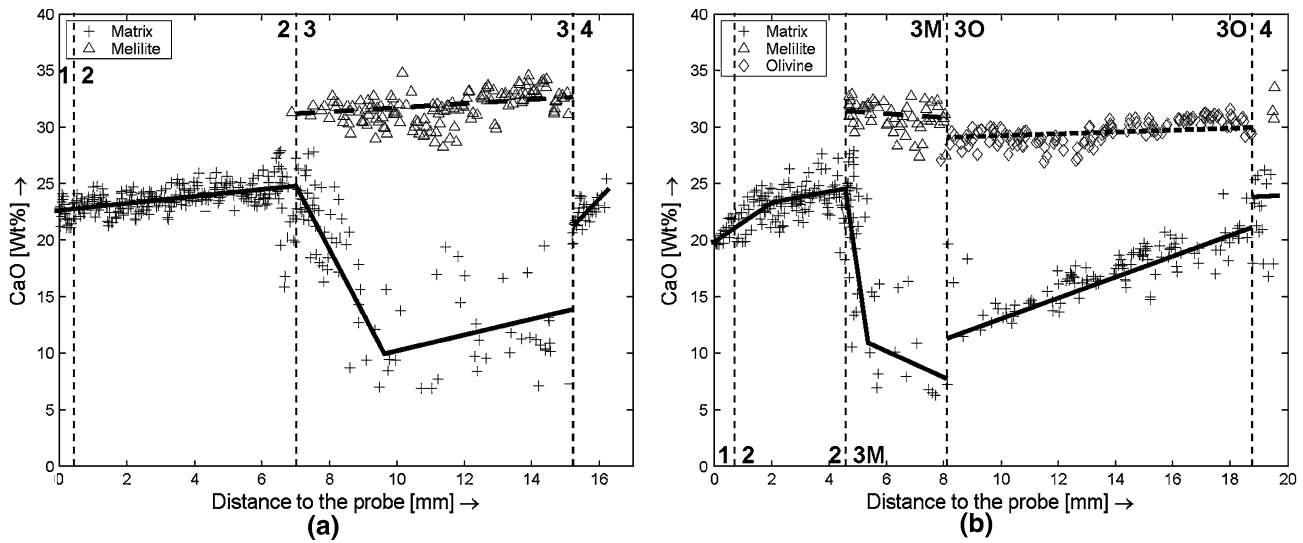 2 3 3 4
+ Matrix
△ Melilite
1 2
CaO [Wt%] →
40
35
30
25
20
15
10
5
0
0 2 4 6 8 10 12 14 16
Distance to the probe [mm] →
(a)
3M 3O 3O 4
+ Matrix
△ Melilite
◇ Olivine
CaO [Wt%] →
40
35
30
25
20
15
10
5
0
1 2 2 3M
0 2 4 6 8 10 12 14 16 18 20
Distance to the probe [mm] →
(b)